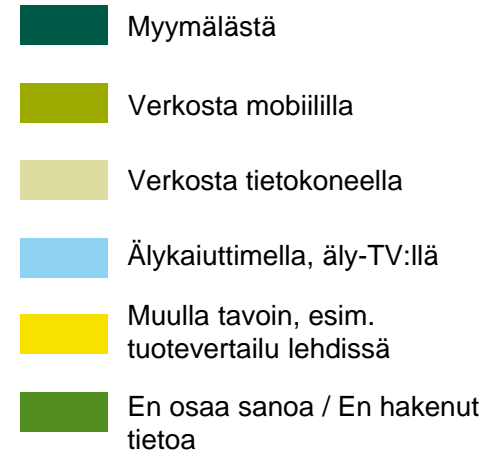 Myymälästä
Verkosta mobiililla
Verkosta tietokoneella
Älykaiuttimella, äly-TV:llä
Muulla tavoin, esim.
tuotevertailu lehdissä
En osaa sanoa / En hakenut
tietoa